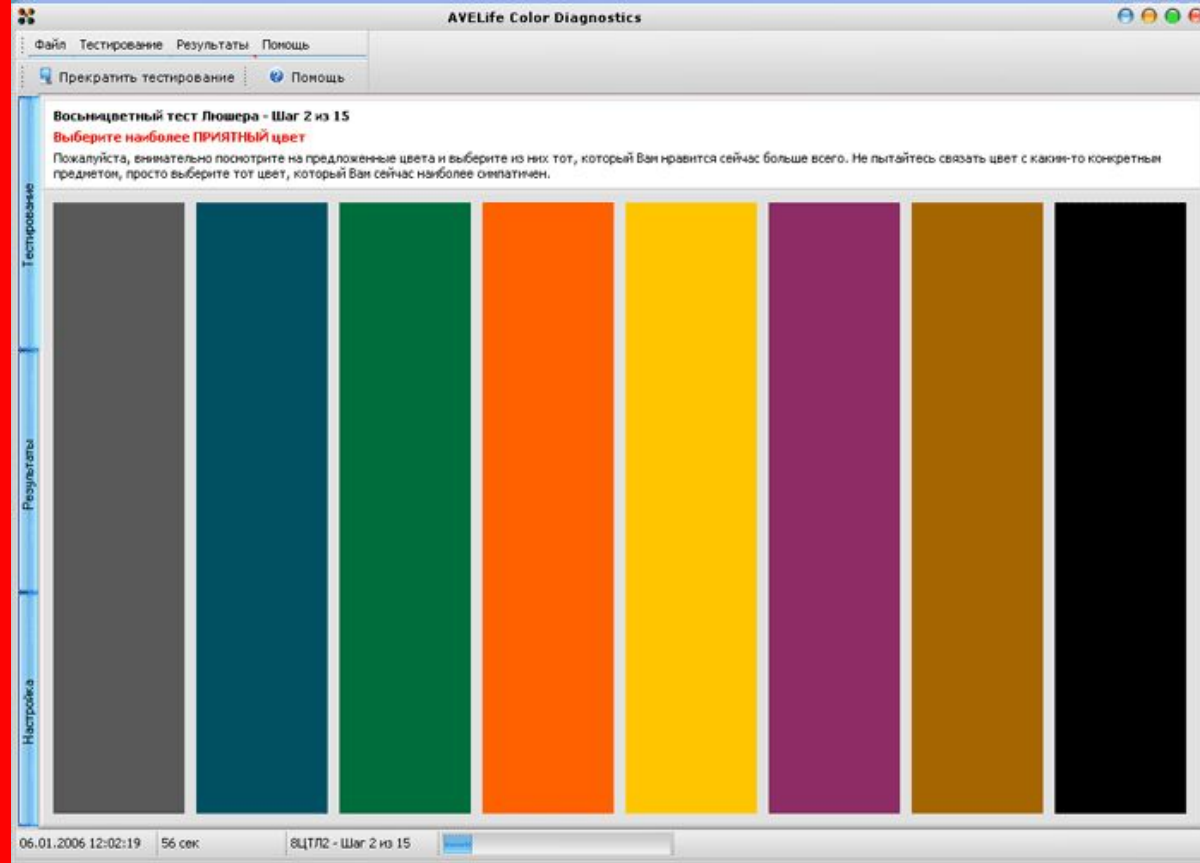 AVELife Color Diagnostics
Файл Тестирование Результаты Помощь
Прекратить тестирование Помощь
Восьмицветный тест Люшера - Шаг 2 из 15
Выберите наиболее ПРИЯТНЫЙ цвет
Пожалуйста, внимательно посмотрите на предложенные цвета и выберите из них тот, который Вам нравится сейчас больше всего. Не пытайтесь связать цвет с каким-то конкретным
предметом, просто выберите тот цвет, который Вам сейчас наиболее симпатичен.
Тестирование
Результаты
Настройка
06.01.2006 12:02:19 56 сек 8ЦТЛ2 - Шаг 2 из 15